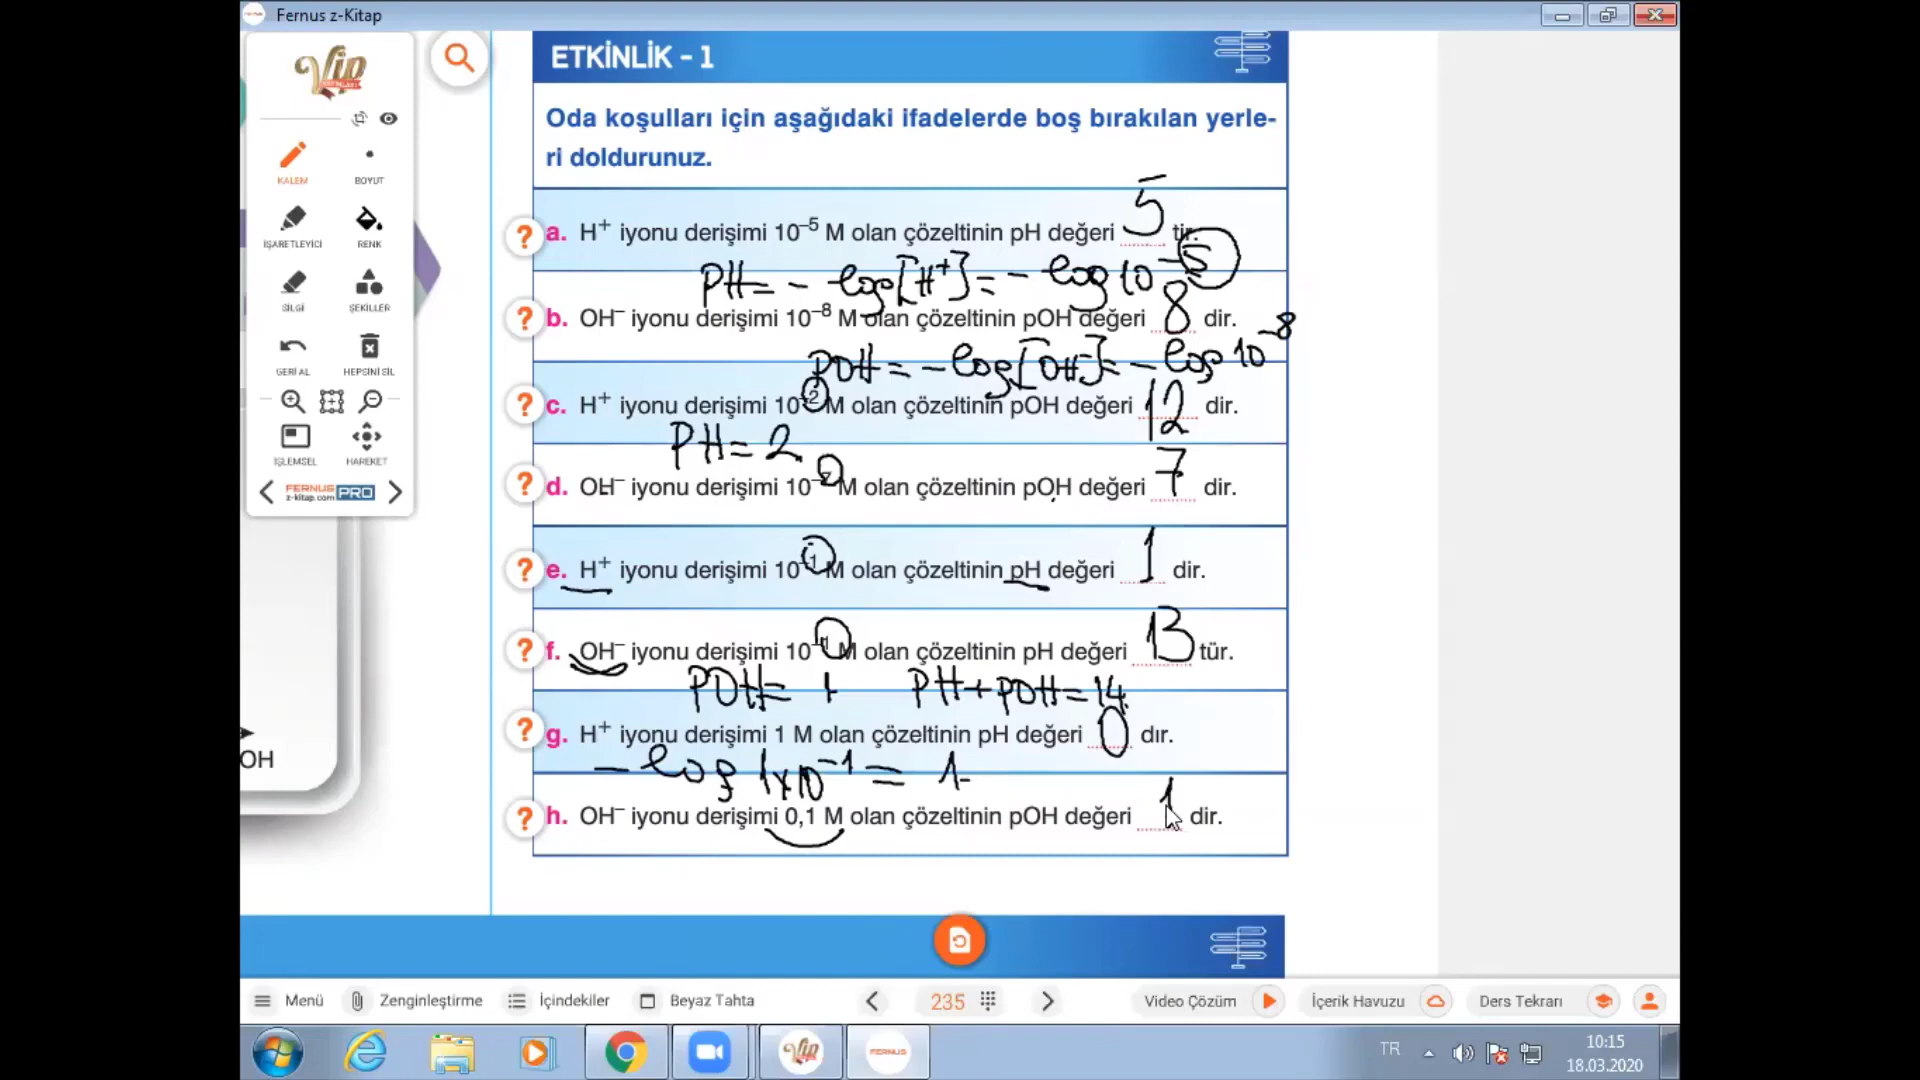 Fernus z-Kitap
Vip
KALEM
BOYUT
İŞARETLEYİCİ
RENK
SİLGİ
ŞEKİLLER
GERİ AL
HEPSİNİ SİL
İŞLEMSEL
HAREKET
FERNUS PRO
z-kitap.com
OH
ETKİNLİK - 1
Oda koşulları için aşağıdaki ifadelerde boş bırakılan yerle-
ri doldurunuz.
? a. H⁺ iyonu derişimi 10⁻⁵ M olan çözeltinin pH değeri 5 tir.
PH = - log[H⁺] = - log 10⁻⁵
? b. OH⁻ iyonu derişimi 10⁻⁸ M olan çözeltinin pOH değeri 8 dir.
POH = - log[OH⁻] = - log 10⁻⁸
? c. H⁺ iyonu derişimi 10⁻² M olan çözeltinin pOH değeri 12 dir.
PH = 2
? d. OH⁻ iyonu derişimi 10⁻⁷ M olan çözeltinin pOH değeri 7 dir.
? e. H⁺ iyonu derişimi 10⁻¹ M olan çözeltinin pH değeri 1 dir.
? f. OH⁻ iyonu derişimi 10⁻¹ M olan çözeltinin pH değeri 13 tür.
POH = 1 PH + POH = 14
? g. H⁺ iyonu derişimi 1 M olan çözeltinin pH değeri 0 dır.
- log 1x10⁻¹ = 1
? h. OH⁻ iyonu derişimi 0,1 M olan çözeltinin pOH değeri 1 dir.
Menü Zenginleştirme İçindekiler Beyaz Tahta 235 Video Çözüm İçerik Havuzu Ders Tekrarı
Vip FERNUS TR 10:15
18.03.2020